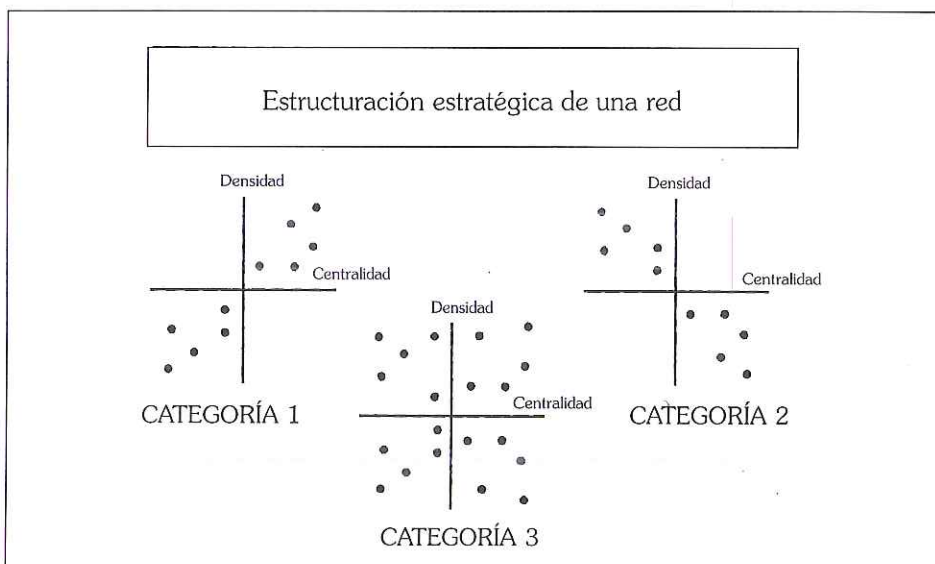 Estructuración estratégica de una red
Densidad
Centralidad
CATEGORÍA 1
Densidad
Centralidad
CATEGORÍA 2
Densidad
Centralidad
CATEGORÍA 3